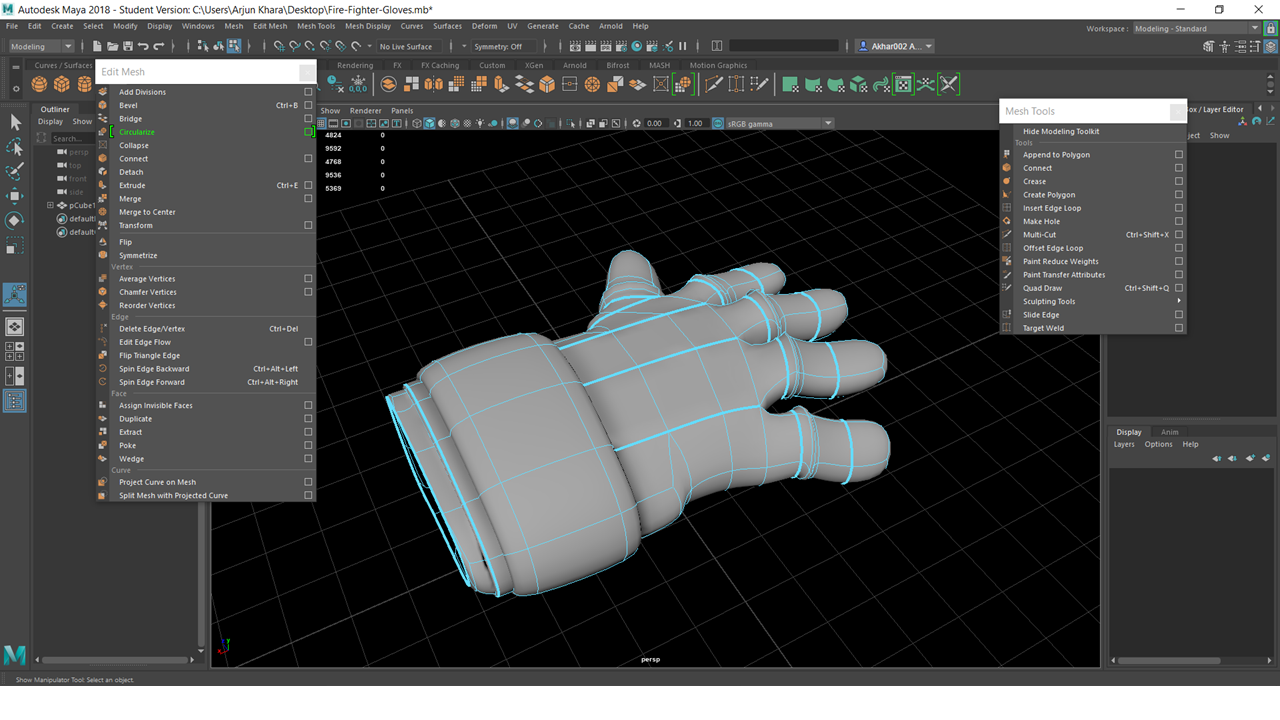 Autodesk Maya 2018 - Student Version: C:\Users\Arjun Khara\Desktop\Fire-Fighter-Gloves.mb*
File Edit Create Select Modify Display Windows Mesh Edit Mesh Mesh Tools Mesh Display Curves Surfaces Deform UV Generate Cache Arnold Help
Workspace : Modeling - Standard
Modeling No Live Surface Symmetry: Off Akhar002 A...
Curves / Surfaces Rendering FX FX Caching Custom XGen Arnold Bifrost MASH Motion Graphics
0,0,0
Edit Mesh
Add Divisions
Bevel Ctrl+B
Bridge
Circularize
Collapse
Connect
Detach
Extrude Ctrl+E
Merge
Merge to Center
Transform
Flip
Symmetrize
Vertex
Average Vertices
Chamfer Vertices
Reorder Vertices
Edge
Delete Edge/Vertex Ctrl+Del
Edit Edge Flow
Flip Triangle Edge
Spin Edge Backward Ctrl+Alt+Left
Spin Edge Forward Ctrl+Alt+Right
Face
Assign Invisible Faces
Duplicate
Extract
Poke
Wedge
Curve
Project Curve on Mesh
Split Mesh with Projected Curve
Outliner
Display Show
Search...
persp
top
front
side
pCube1
default
default
Show Renderer Panels
0.00 1.00 sRGB gamma
4824 0
9592 0
4768 0
9536 0
5369 0
persp
Mesh Tools
Hide Modeling Toolkit
Tools
Append to Polygon
Connect
Crease
Create Polygon
Insert Edge Loop
Make Hole
Multi-Cut Ctrl+Shift+X
Offset Edge Loop
Paint Reduce Weights
Paint Transfer Attributes
Quad Draw Ctrl+Shift+Q
Sculpting Tools
Slide Edge
Target Weld
ox / Layer Editor
ject Show
Display Anim
Layers Options Help
Show Manipulator Tool: Select an object.